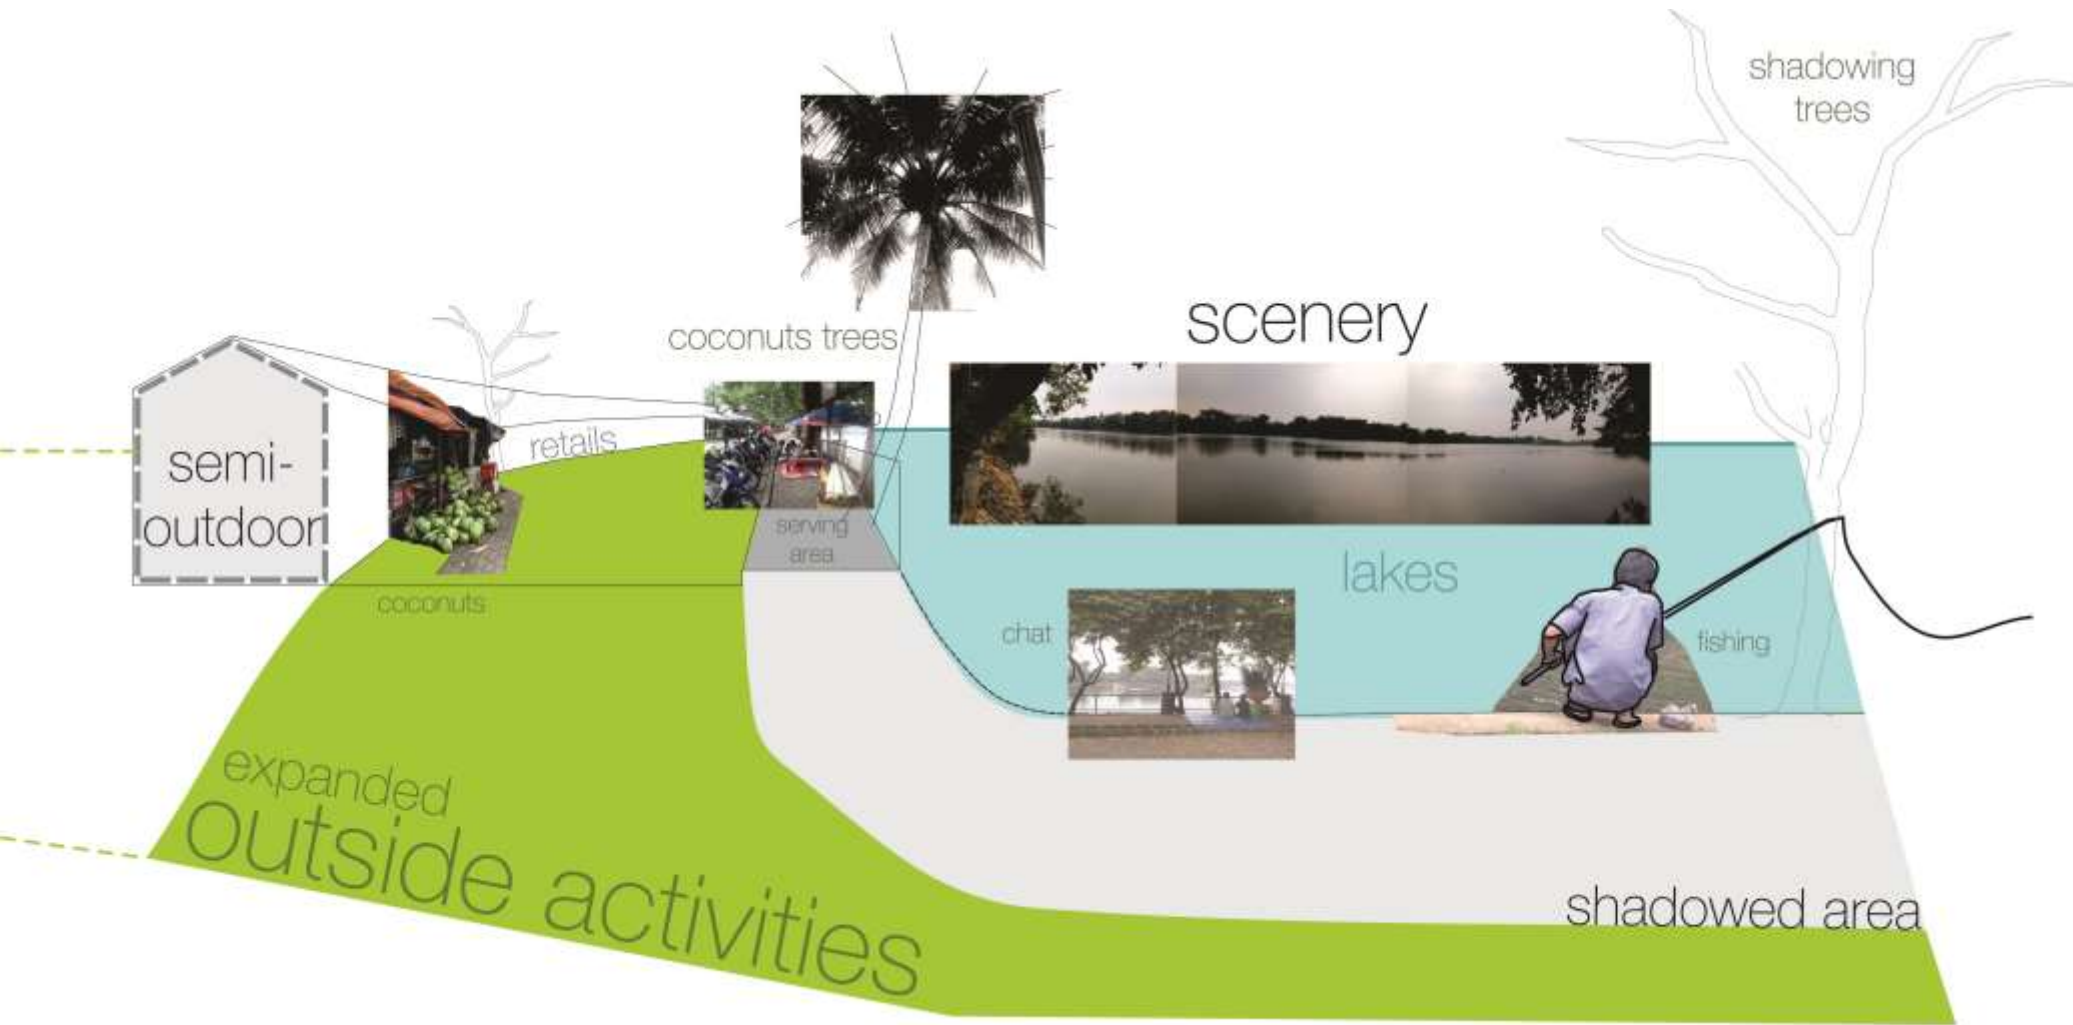 shadowing
trees
scenery
coconuts trees
retails
semi-
outdoor
serving
area
lakes
coconuts
chat
fishing
expanded
outside activities
shadowed area